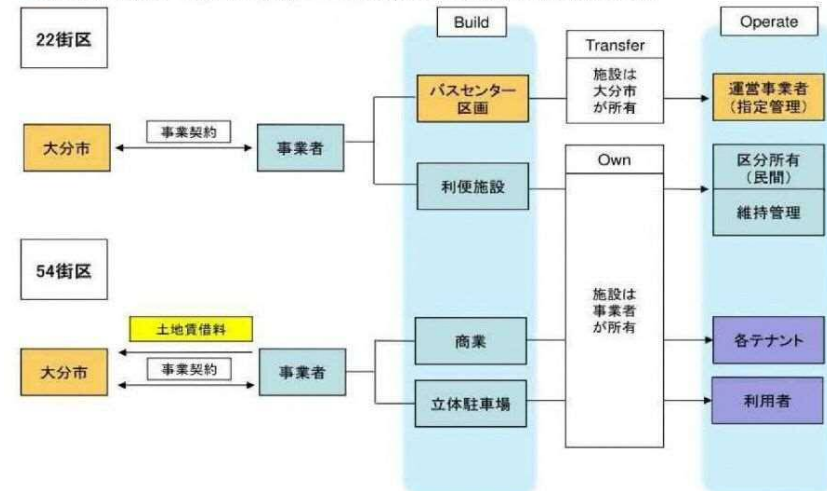 22街区
Build
Transfer
Operate
施設は
大分市
が所有
バスセンター
区画
運営事業者
(指定管理)
大分市
事業契約
事業者
Own
利便施設
区分所有
(民間)
維持管理
54街区
施設は
事業者
が所有
土地賃借料
大分市
事業契約
事業者
商業
各テナント
立体駐車場
利用者